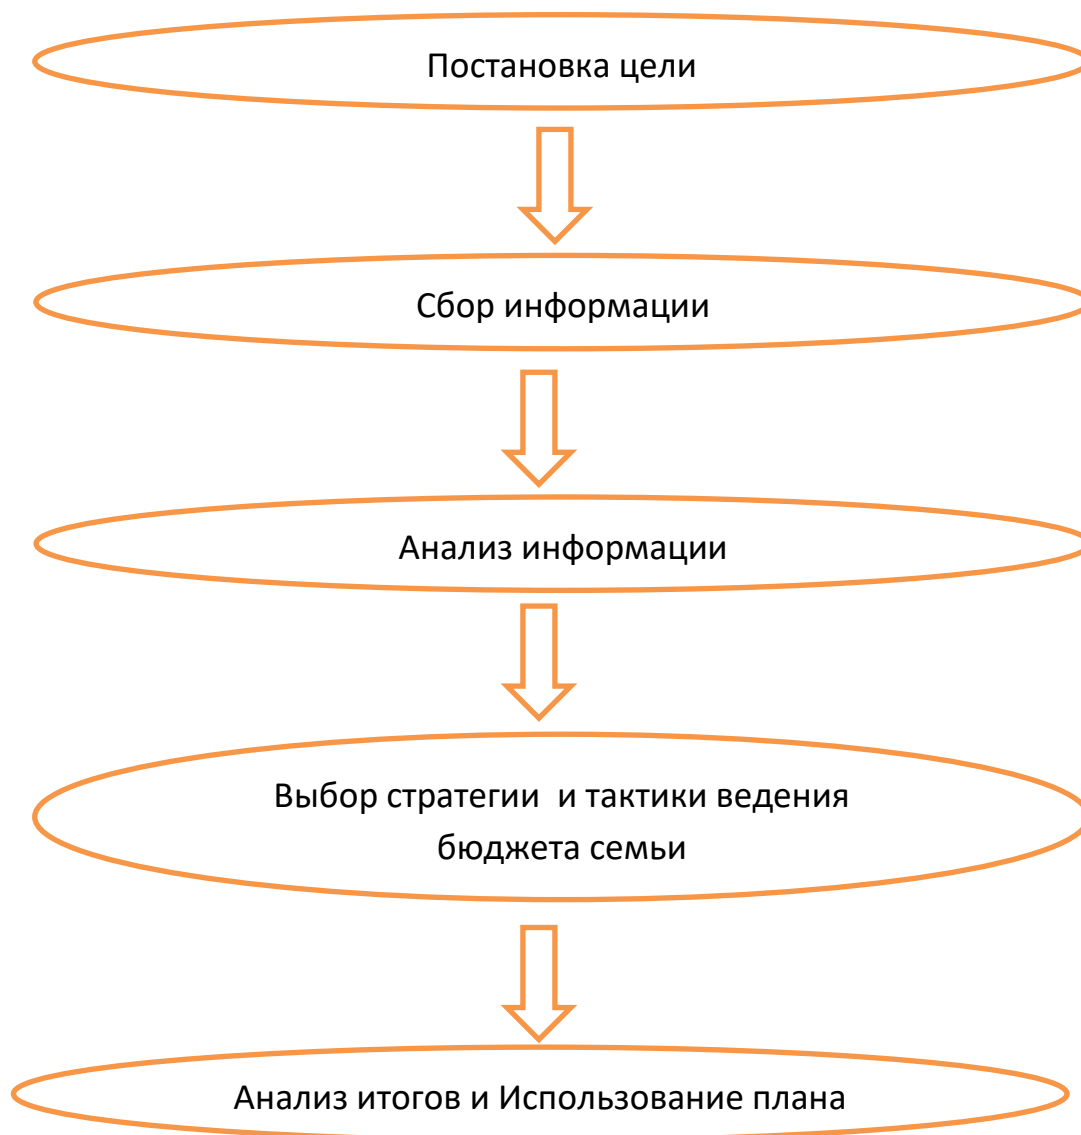 Постановка цели
Сбор информации
Анализ информации
Выбор стратегии  и тактики ведения
бюджета семьи
Анализ итогов и Использование плана